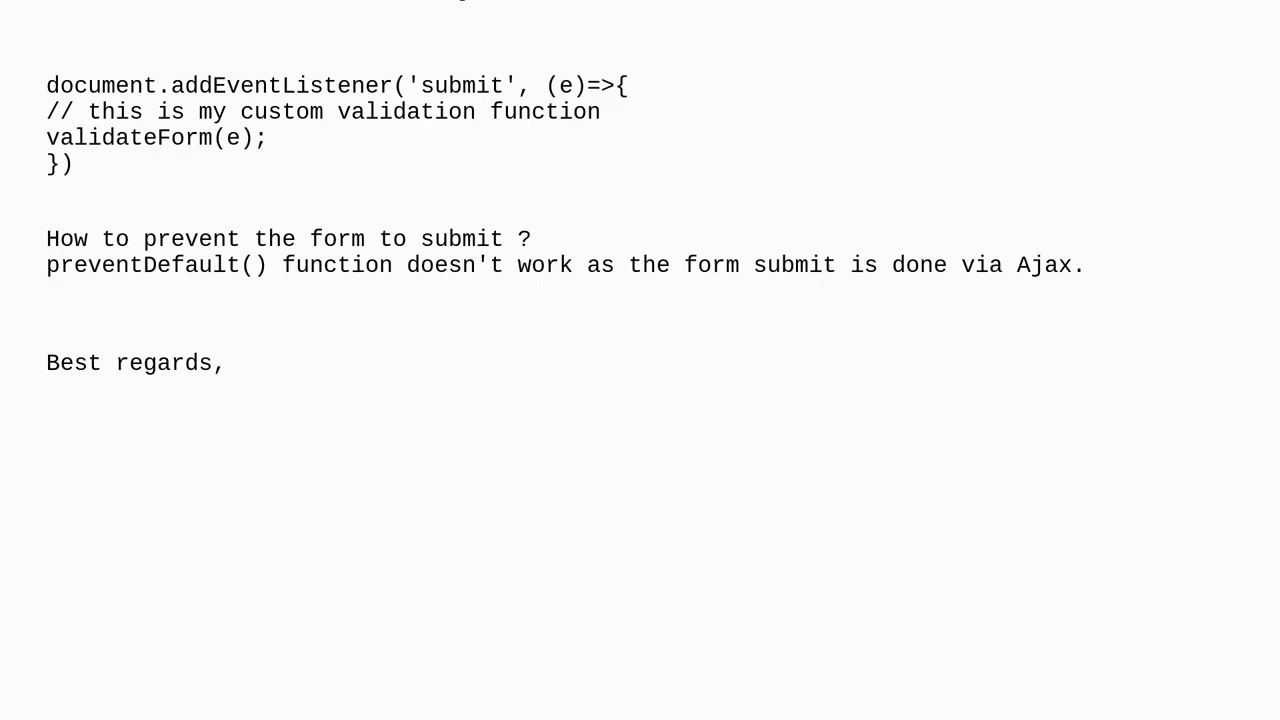 document.addEventListener('submit', (e)=>{
// this is my custom validation function
validateForm(e);
})
How to prevent the form to submit ?
preventDefault() function doesn't work as the form submit is done via Ajax.
Best regards,